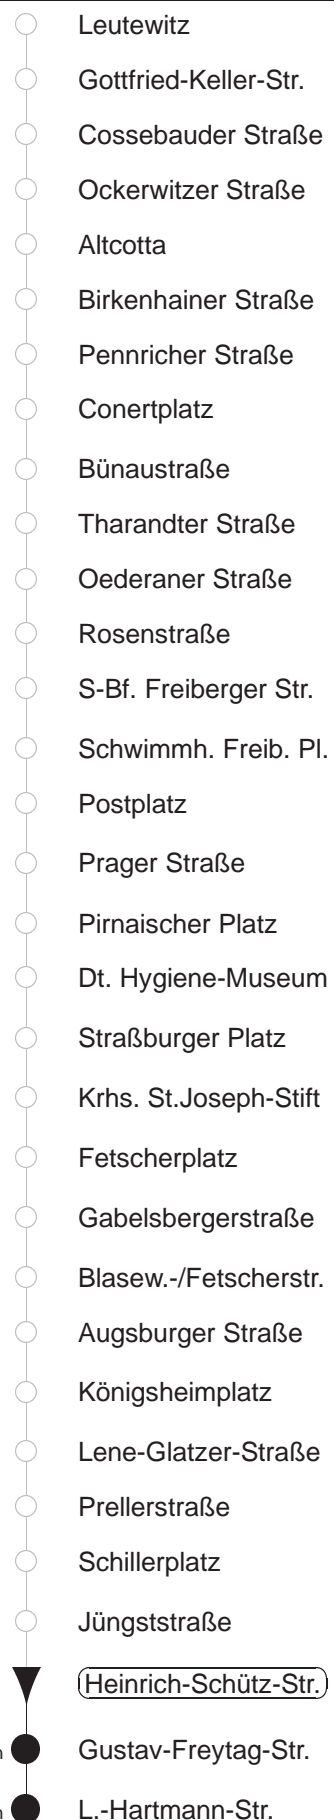 Leutewitz
Gottfried-Keller-Str.
Cossebauder Straße
Ockerwitzer Straße
Altcotta
Birkenhainer Straße
Pennricher Straße
Conertplatz
Bünaustraße
Tharandter Straße
Oederaner Straße
Rosenstraße
S-Bf. Freiberger Str.
Schwimmh. Freib. Pl.
Postplatz
Prager Straße
Pirnaischer Platz
Dt. Hygiene-Museum
Straßburger Platz
Krhs. St.Joseph-Stift
Fetscherplatz
Gabelsbergerstraße
Blasew.-/Fetscherstr.
Augsburger Straße
Königsheimplatz
Lene-Glatzer-Straße
Prellerstraße
Schillerplatz
Jüngststraße
Heinrich-Schütz-Str.
Gustav-Freytag-Str.
L.-Hartmann-Str.